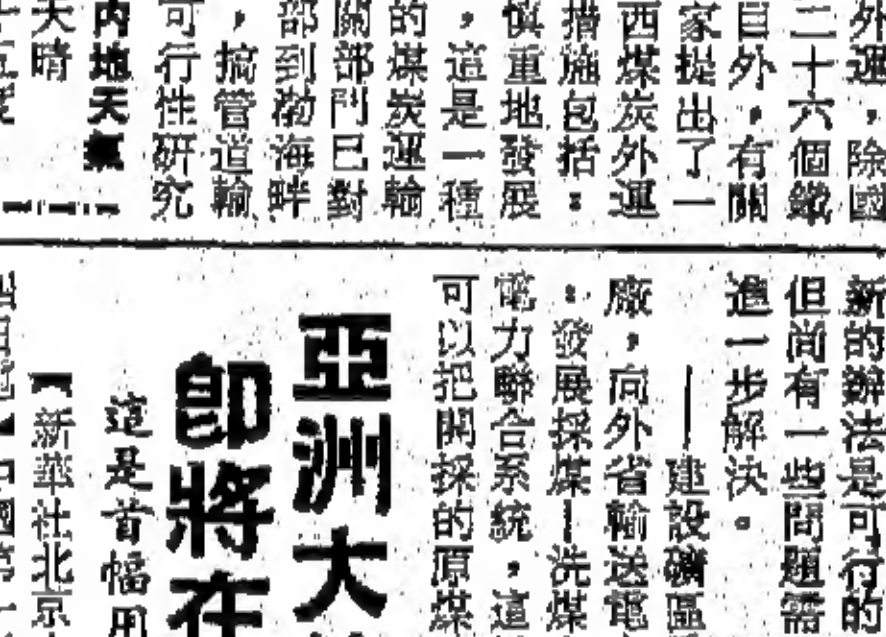 外運，除國
二十六個鐵
目外，有關
家提出了一
西煤炭外運
措施包括：
慎重地發展
，這是一種
的煤炭運輸
關部門已對
部到渤海畔
，搞管道輸
可行性研究
內地天氣
天晴
新的辦法是可行的
但尚有一些問題需
進一步解決。
——建設礦區
廠，向外省輸送電
：發展採煤—洗煤
電力聯合系統，這
可以把開採的原煤
亞洲大
即將在
這是首幅用
【新華社北京